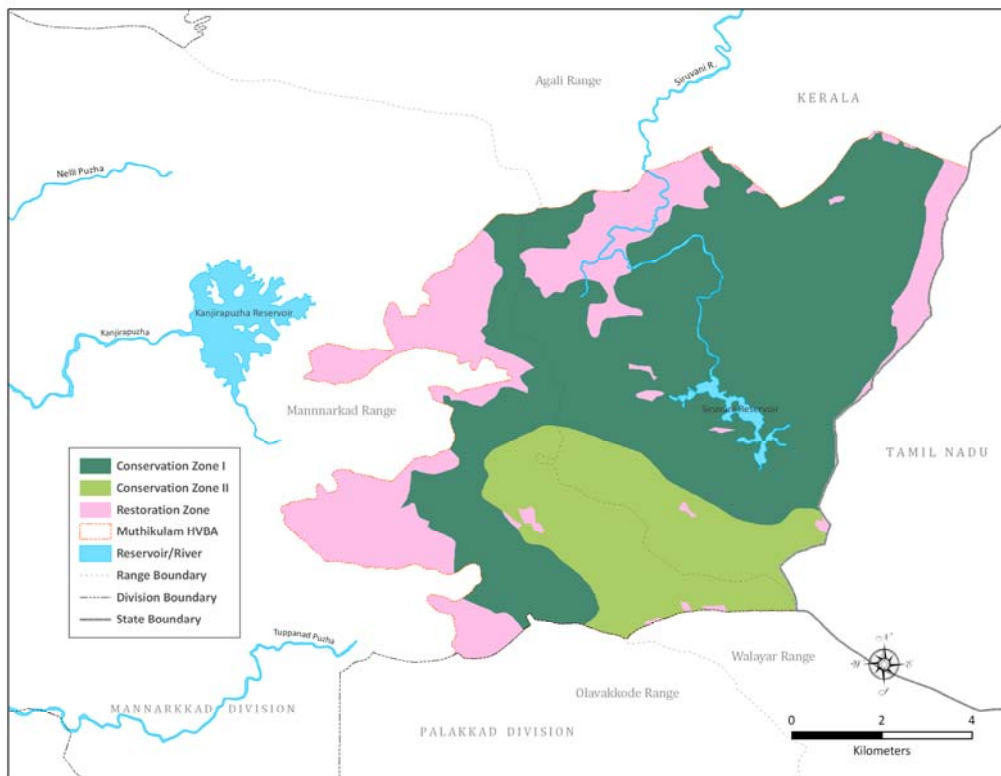 Agali Range
Siruvani R.
KERALA
Nelli Puzha
Kanjirapuzha Reservoir
Kanjirapuzha
Mannnarkad Range
Siruvani Reservoir
TAMIL NADU
Conservation Zone I
Conservation Zone II
Restoration Zone
Muthikulam HVBA
Reservoir/River
Range Boundary
Division Boundary
State Boundary
Tuppanad Puzha
Walayar Range
Olavakkode Range
MANNARKKAD DIVISION
PALAKKAD DIVISION
N
W
E
S
0 2 4
Kilometers